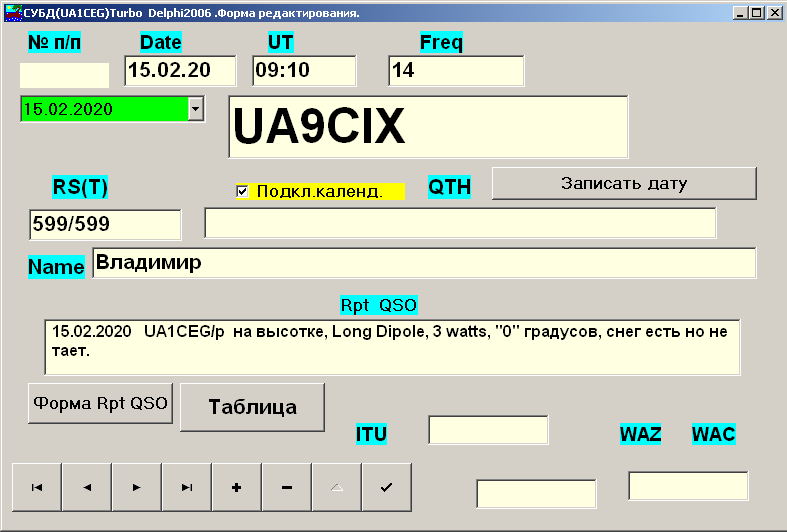 СУБД(UA1CEG)Turbo Delphi2006 .Форма редактирования.
№ п/п Date UT Freq
15.02.20 09:10 14
15.02.2020
UA9CIX
RS(T) Подкл.календ. QTH Записать дату
599/599
Name Владимир
Rpt QSO
15.02.2020 UA1CEG/p на высотке, Long Dipole, 3 watts, "0" градусов, снег есть но не
тает.
Форма Rpt QSO Таблица
ITU WAZ WAC